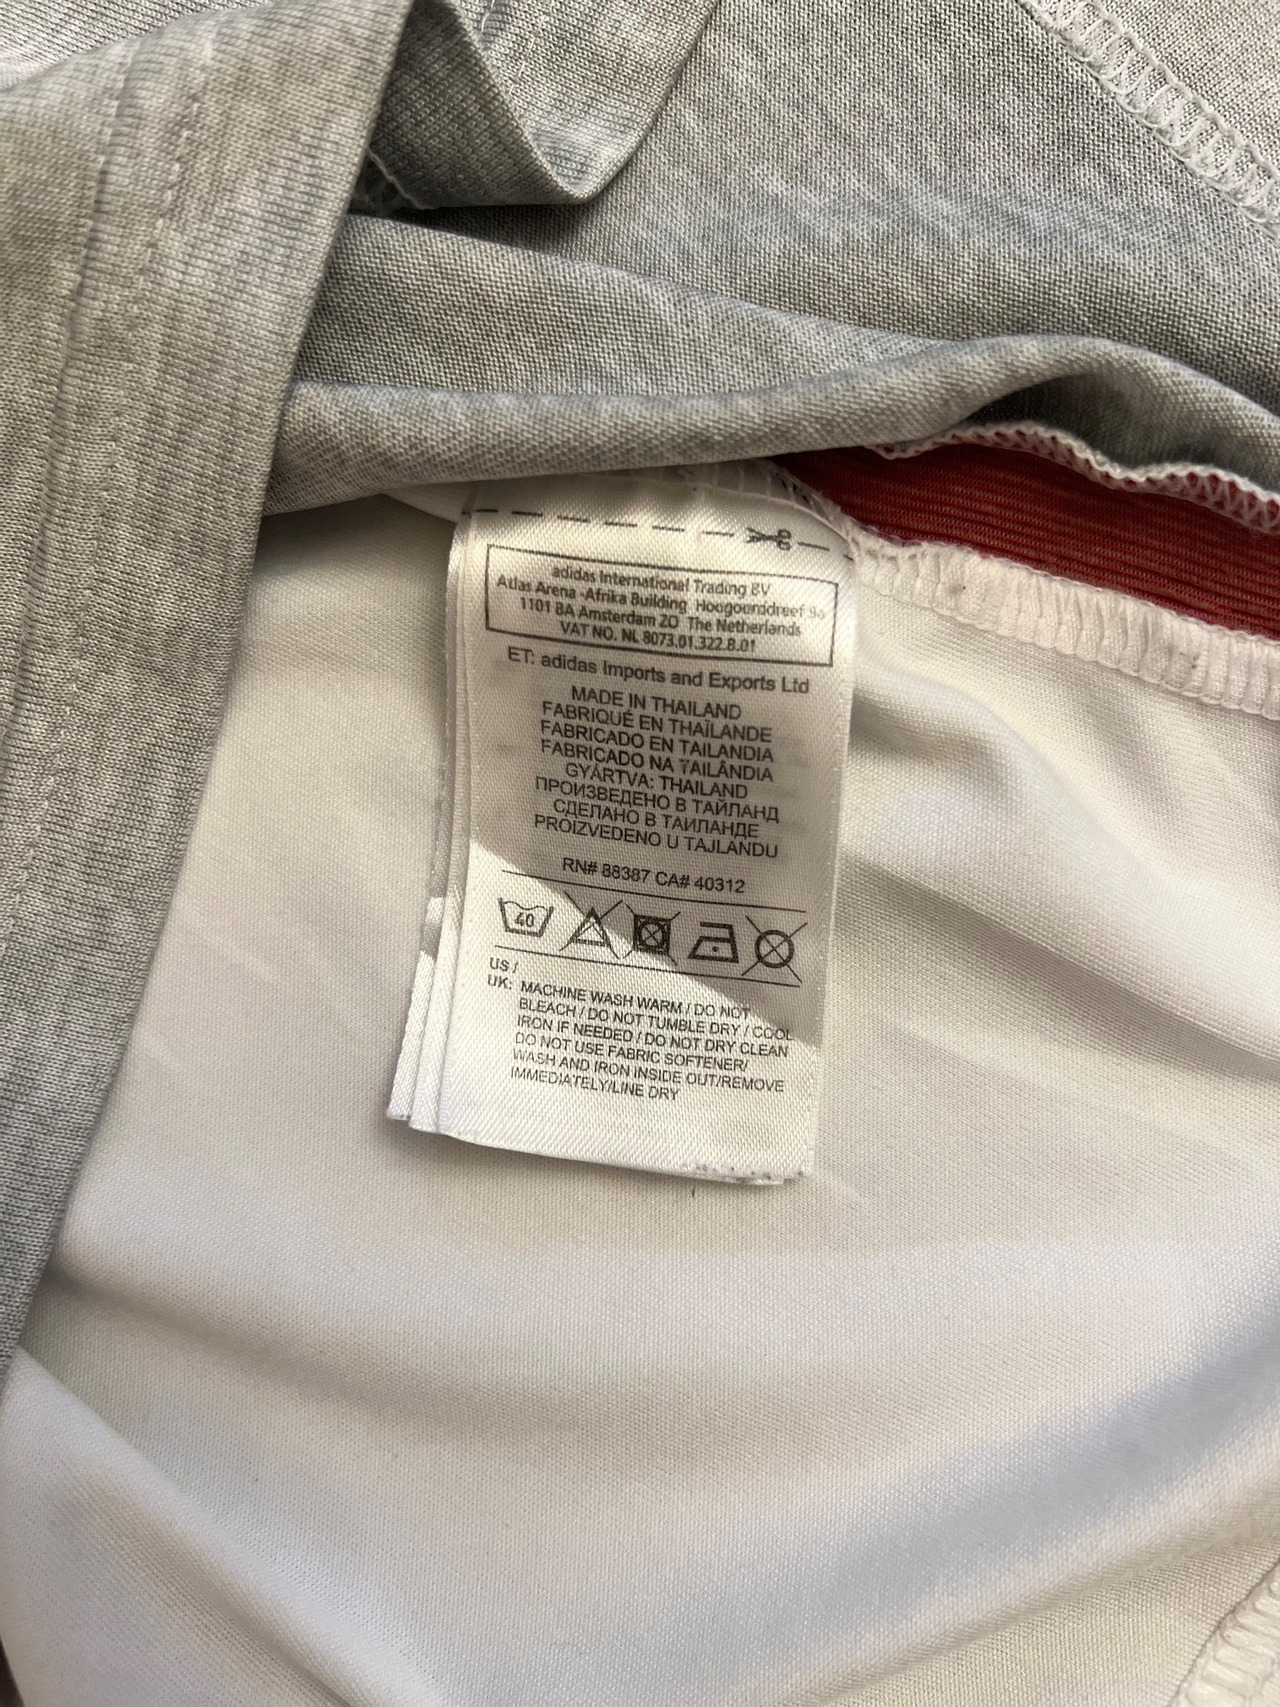 adidas International Trading BV
Atlas Arena -Afrika Building Hoogoorddreef 9a
1101 BA Amsterdam ZO The Netherlands
VAT NO. NL 8073.01.322.B.01
ET: adidas Imports and Exports Ltd
MADE IN THAILAND
FABRIQUÉ EN THAÏLANDE
FABRICADO EN TAILANDIA
FABRICADO NA TAILÂNDIA
GYÁRTVA: THAILAND
ПРОИЗВЕДЕНО В ТАЙЛАНД
СДЕЛАНО В ТАИЛАНДЕ
PROIZVEDENO U TAJLANDU
RN# 88387 CA# 40312
40
US /
UK: MACHINE WASH WARM / DO NOT
BLEACH / DO NOT TUMBLE DRY / COOL
IRON IF NEEDED / DO NOT DRY CLEAN
DO NOT USE FABRIC SOFTENER/
WASH AND IRON INSIDE OUT/REMOVE
IMMEDIATELY/LINE DRY